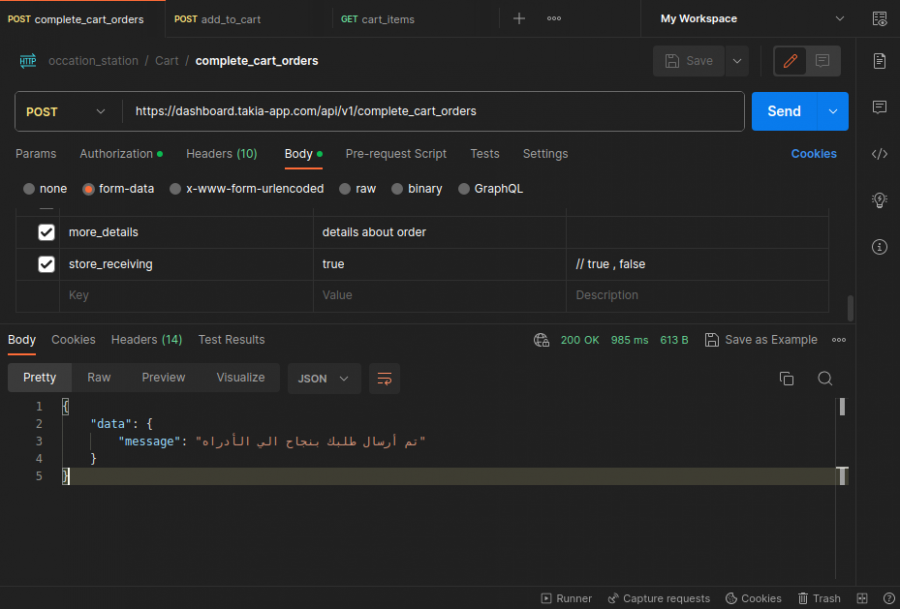 POST complete_cart_orders
POST add_to_cart
GET cart_items
My Workspace
HTTP
occation_station / Cart / complete_cart_orders
Save
POST
https://dashboard.takia-app.com/api/v1/complete_cart_orders
Send
Params
Authorization
Headers (10)
Body
Pre-request Script
Tests
Settings
Cookies
none
form-data
x-www-form-urlencoded
raw
binary
GraphQL
more_details
details about order
store_receiving
true
// true , false
Key
Value
Description
Body
Cookies
Headers (14)
Test Results
200 OK
985 ms
613 B
Save as Example
Pretty
Raw
Preview
Visualize
JSON
1 {
2 "data": {
3 "message": "تم أرسال طلبك بنجاح الي الأدراه"
4 }
5 }
Runner
Capture requests
Cookies
Trash